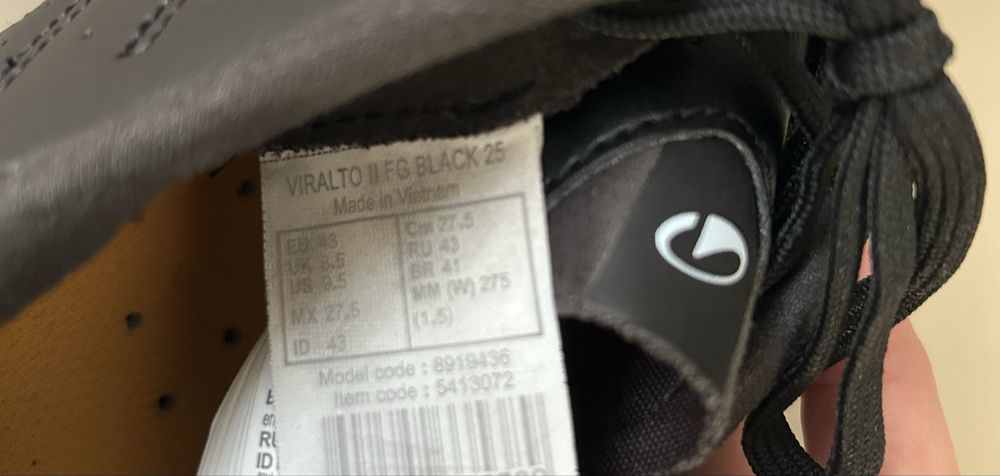 VIRALTO II FG BLACK 25
Made in Vietnam
EU 43
UK 8.5
US 9.5
MX 27.5
ID 43
Cm 27.5
RU 43
BR 41
MM (W) 275
(1.5)
Model code : 8919436
Item code : 5413072
RU
ID